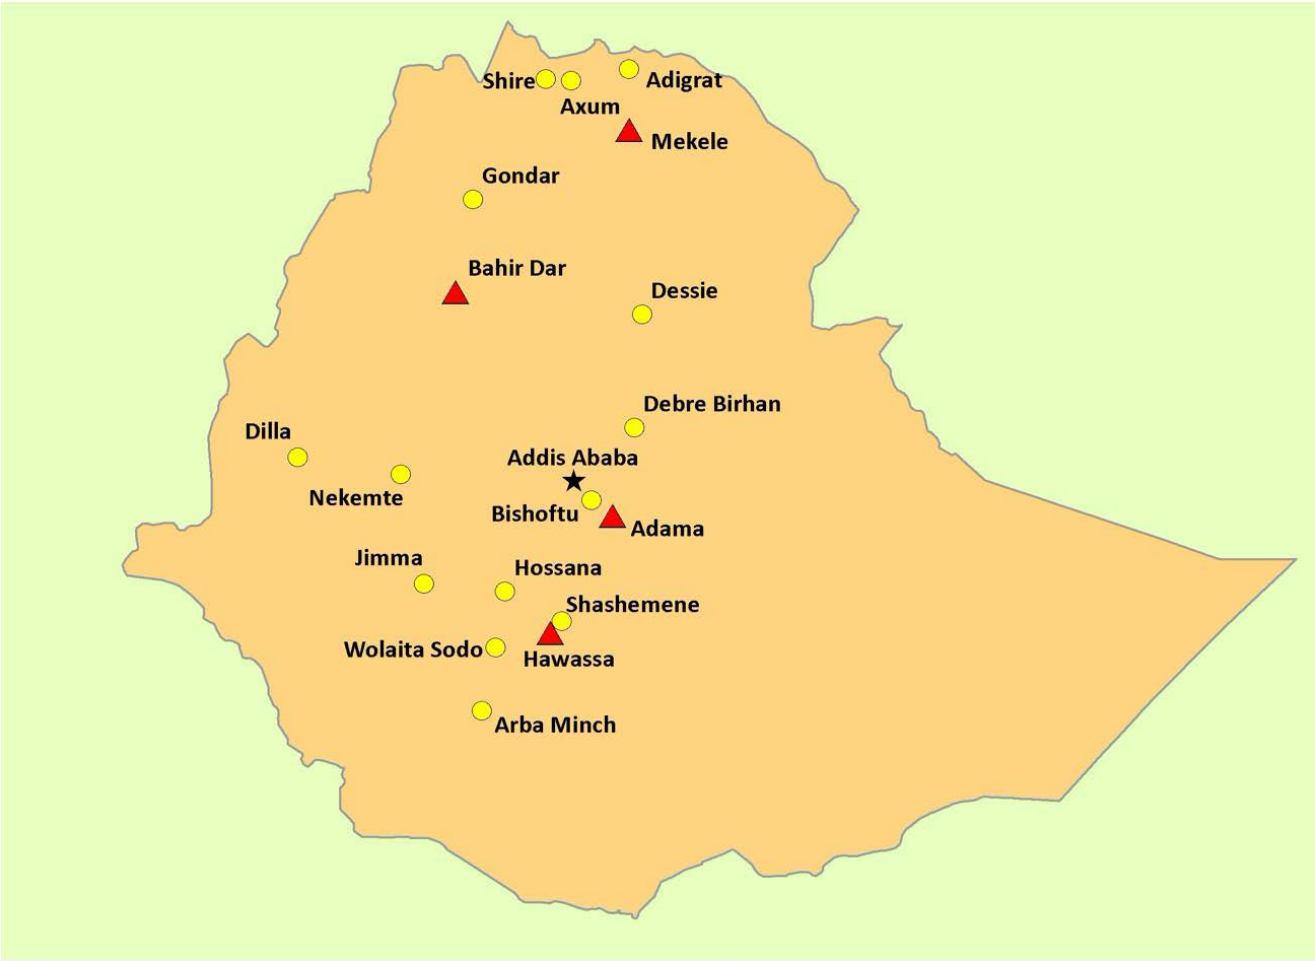 Shire
Adigrat
Axum
Mekele
Gondar
Bahir Dar
Dessie
Debre Birhan
Dilla
Addis Ababa
Nekemte
Bishoftu
Adama
Jimma
Hossana
Shashemene
Wolaita Sodo
Hawassa
Arba Minch